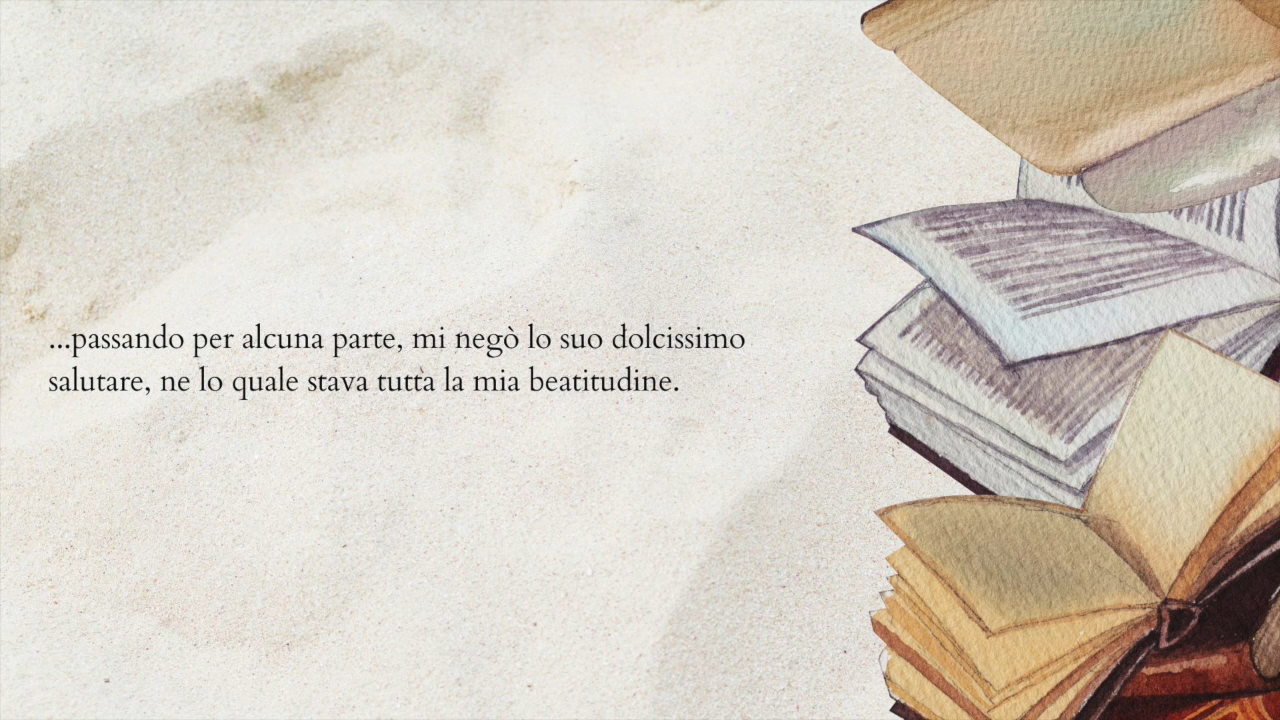 ...passando per alcuna parte, mi negò lo suo dolcissimo
salutare, ne lo quale stava tutta la mia beatitudine.